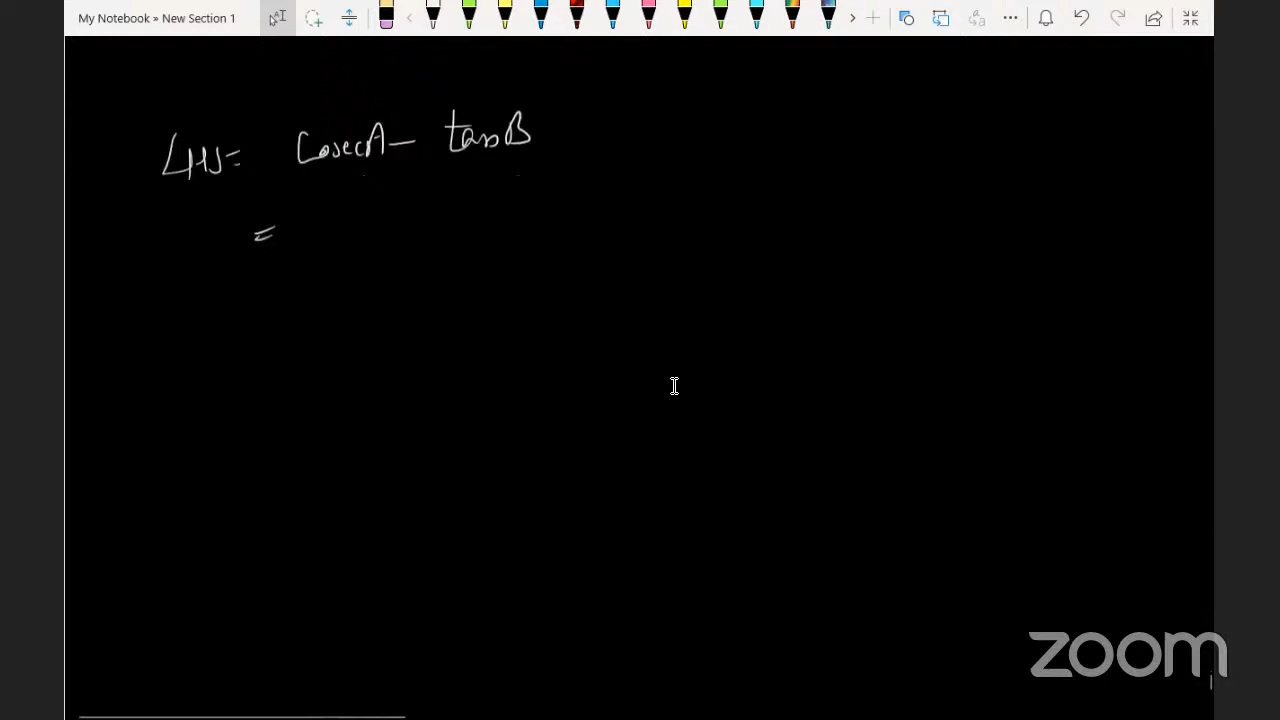 My Notebook » New Section 1
LHS = CosecA - tanB
=
zoom